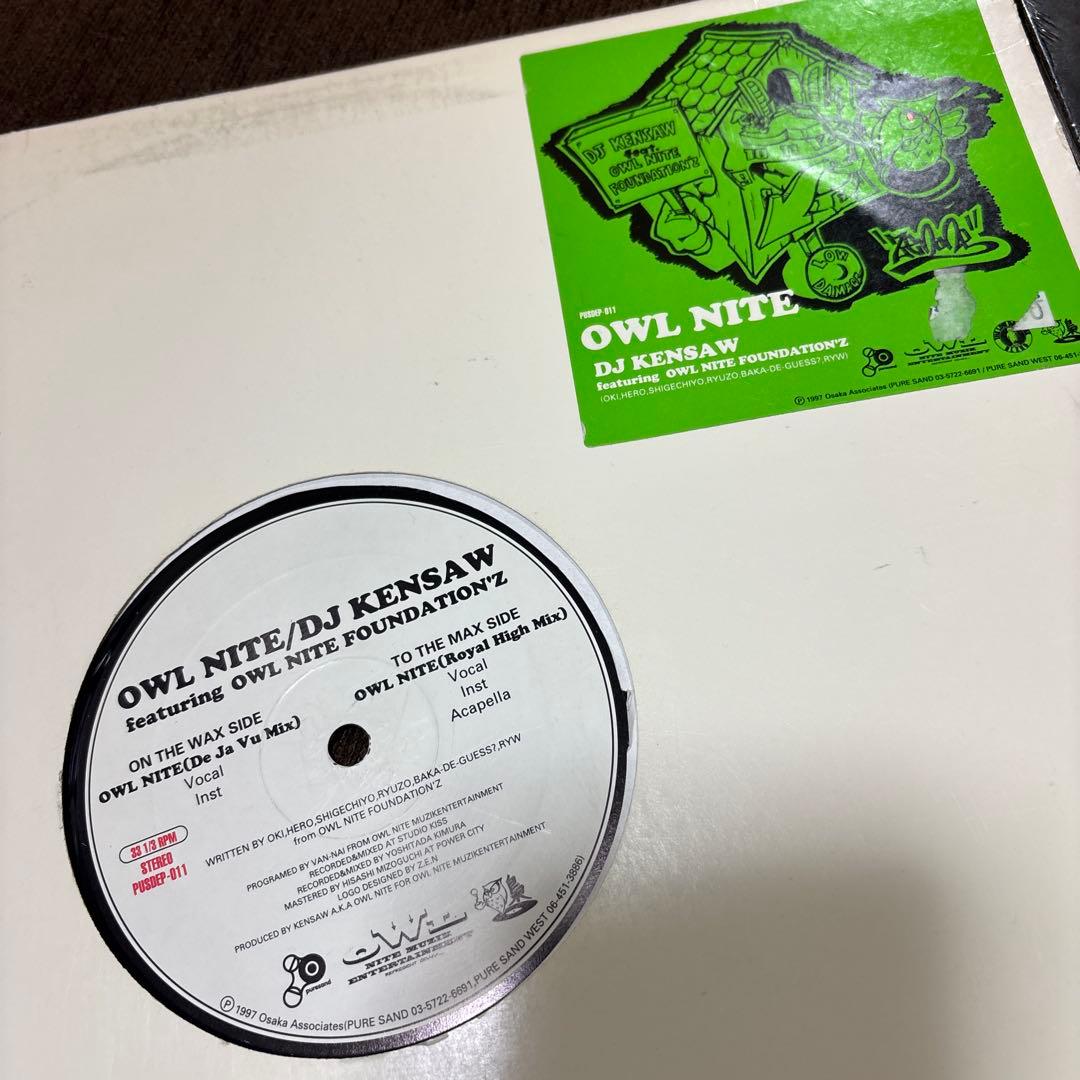 DJ KENSAW
feat.
OWL NITE
FOUNDATION'Z
LOW
DAMAGE
PUSDEP-011
OWL NITE
DJ KENSAW
featuring OWL NITE FOUNDATION'Z
(OKI,HERO,SHIGECHIYO,RYUZO,BAKA-DE-GUESS?,RYW)
OWL
NITE MUZIK
ENTERTAINMENT
Ⓟ 1997 Osaka Associates (PURE SAND 03-5722-6691 / PURE SAND WEST 06-451-
OWL NITE/DJ KENSAW
featuring OWL NITE FOUNDATION'Z
ON THE WAX SIDE
OWL NITE(De Ja Vu Mix)
Vocal
Inst
TO THE MAX SIDE
OWL NITE(Royal High Mix)
Vocal
Inst
Acapella
33 1/3 RPM
STEREO
PUSDEP-011
WRITTEN BY OKI,HERO,SHIGECHIYO,RYUZO,BAKA-DE-GUESS?,RYW
from OWL NITE FOUNDATION'Z
PROGRAMED BY VAN-NAI FROM OWL NITE MUZIKENTERTAINMENT
RECORDED&MIXED AT STUDIO KISS
RECORDED&MIXED BY YOSHITADA KIMURA
MASTERED BY HISASHI MIZOGUCHI AT POWER CITY
LOGO DESIGNED BY Z.E.N
PRODUCED BY KENSAW A.K.A OWL NITE FOR OWL NITE MUZIKENTERTAINMENT
puresand
OWL
NITE MUZIK
ENTERTAINMENT
Ⓟ 1997 Osaka Associates(PURE SAND 03-5722-6691,PURE SAND WEST 06-451-3886)